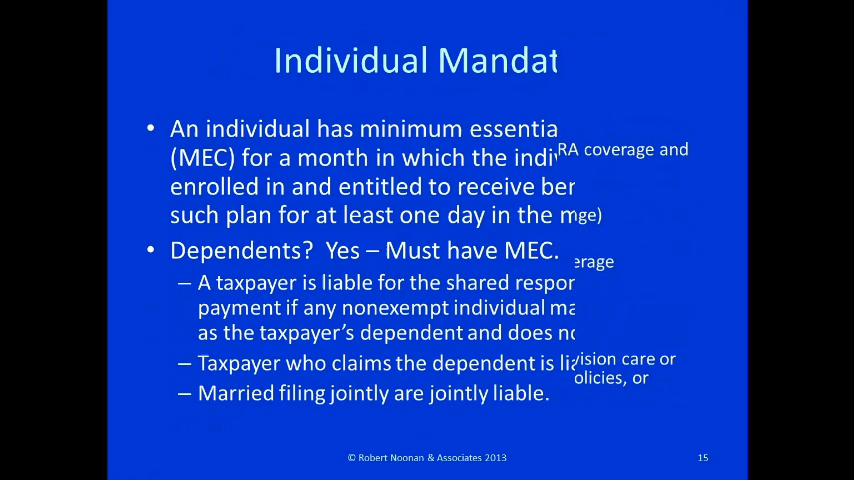 Individual Mandat
• An individual has minimum essentia
(MEC) for a month in which the indiv
RA coverage and
enrolled in and entitled to receive ber
such plan for at least one day in the m
ge)
• Dependents? Yes – Must have MEC.
erage
– A taxpayer is liable for the shared respon
payment if any nonexempt individual ma
as the taxpayer's dependent and does no
– Taxpayer who claims the dependent is lia
vision care or
olicies, or
– Married filing jointly are jointly liable.
© Robert Noonan & Associates 2013
15